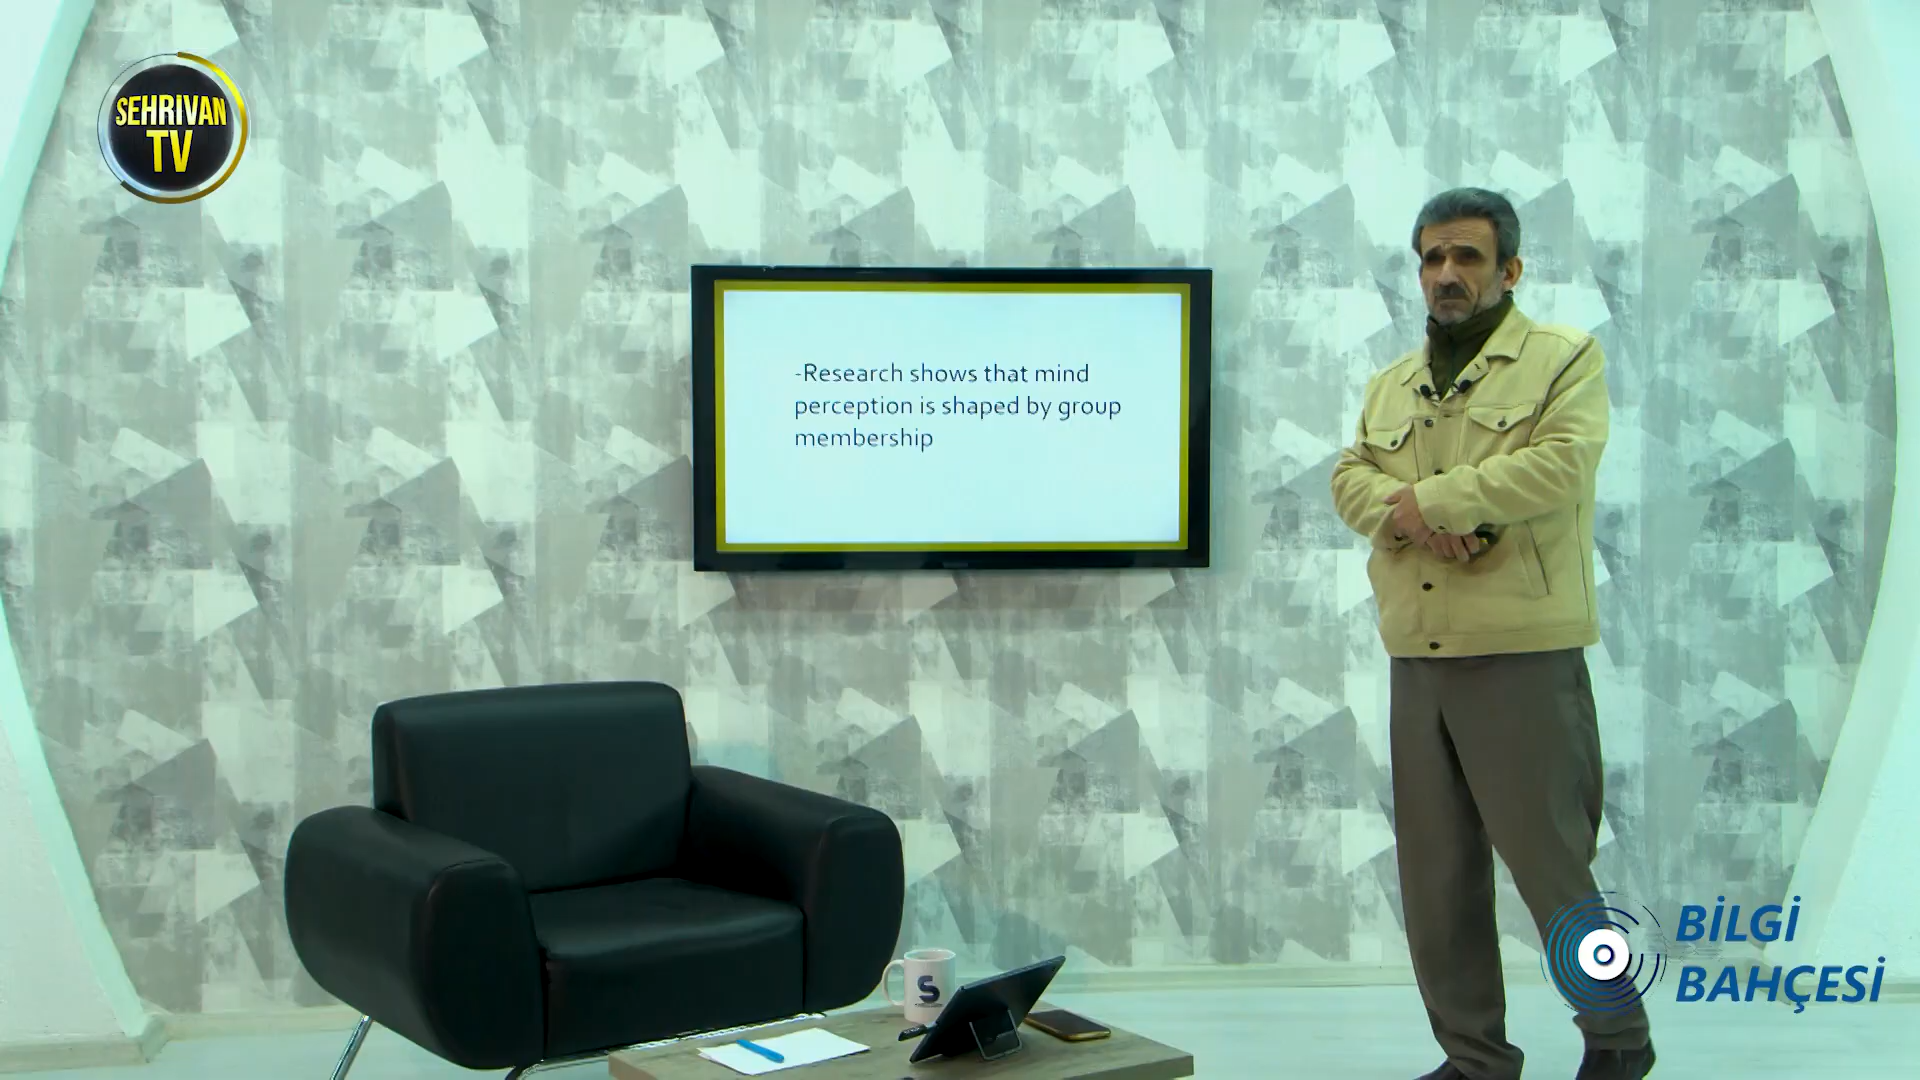 SEHRIVAN
TV
-Research shows that mind
perception is shaped by group
membership
S
BİLGİ
BAHÇESİ